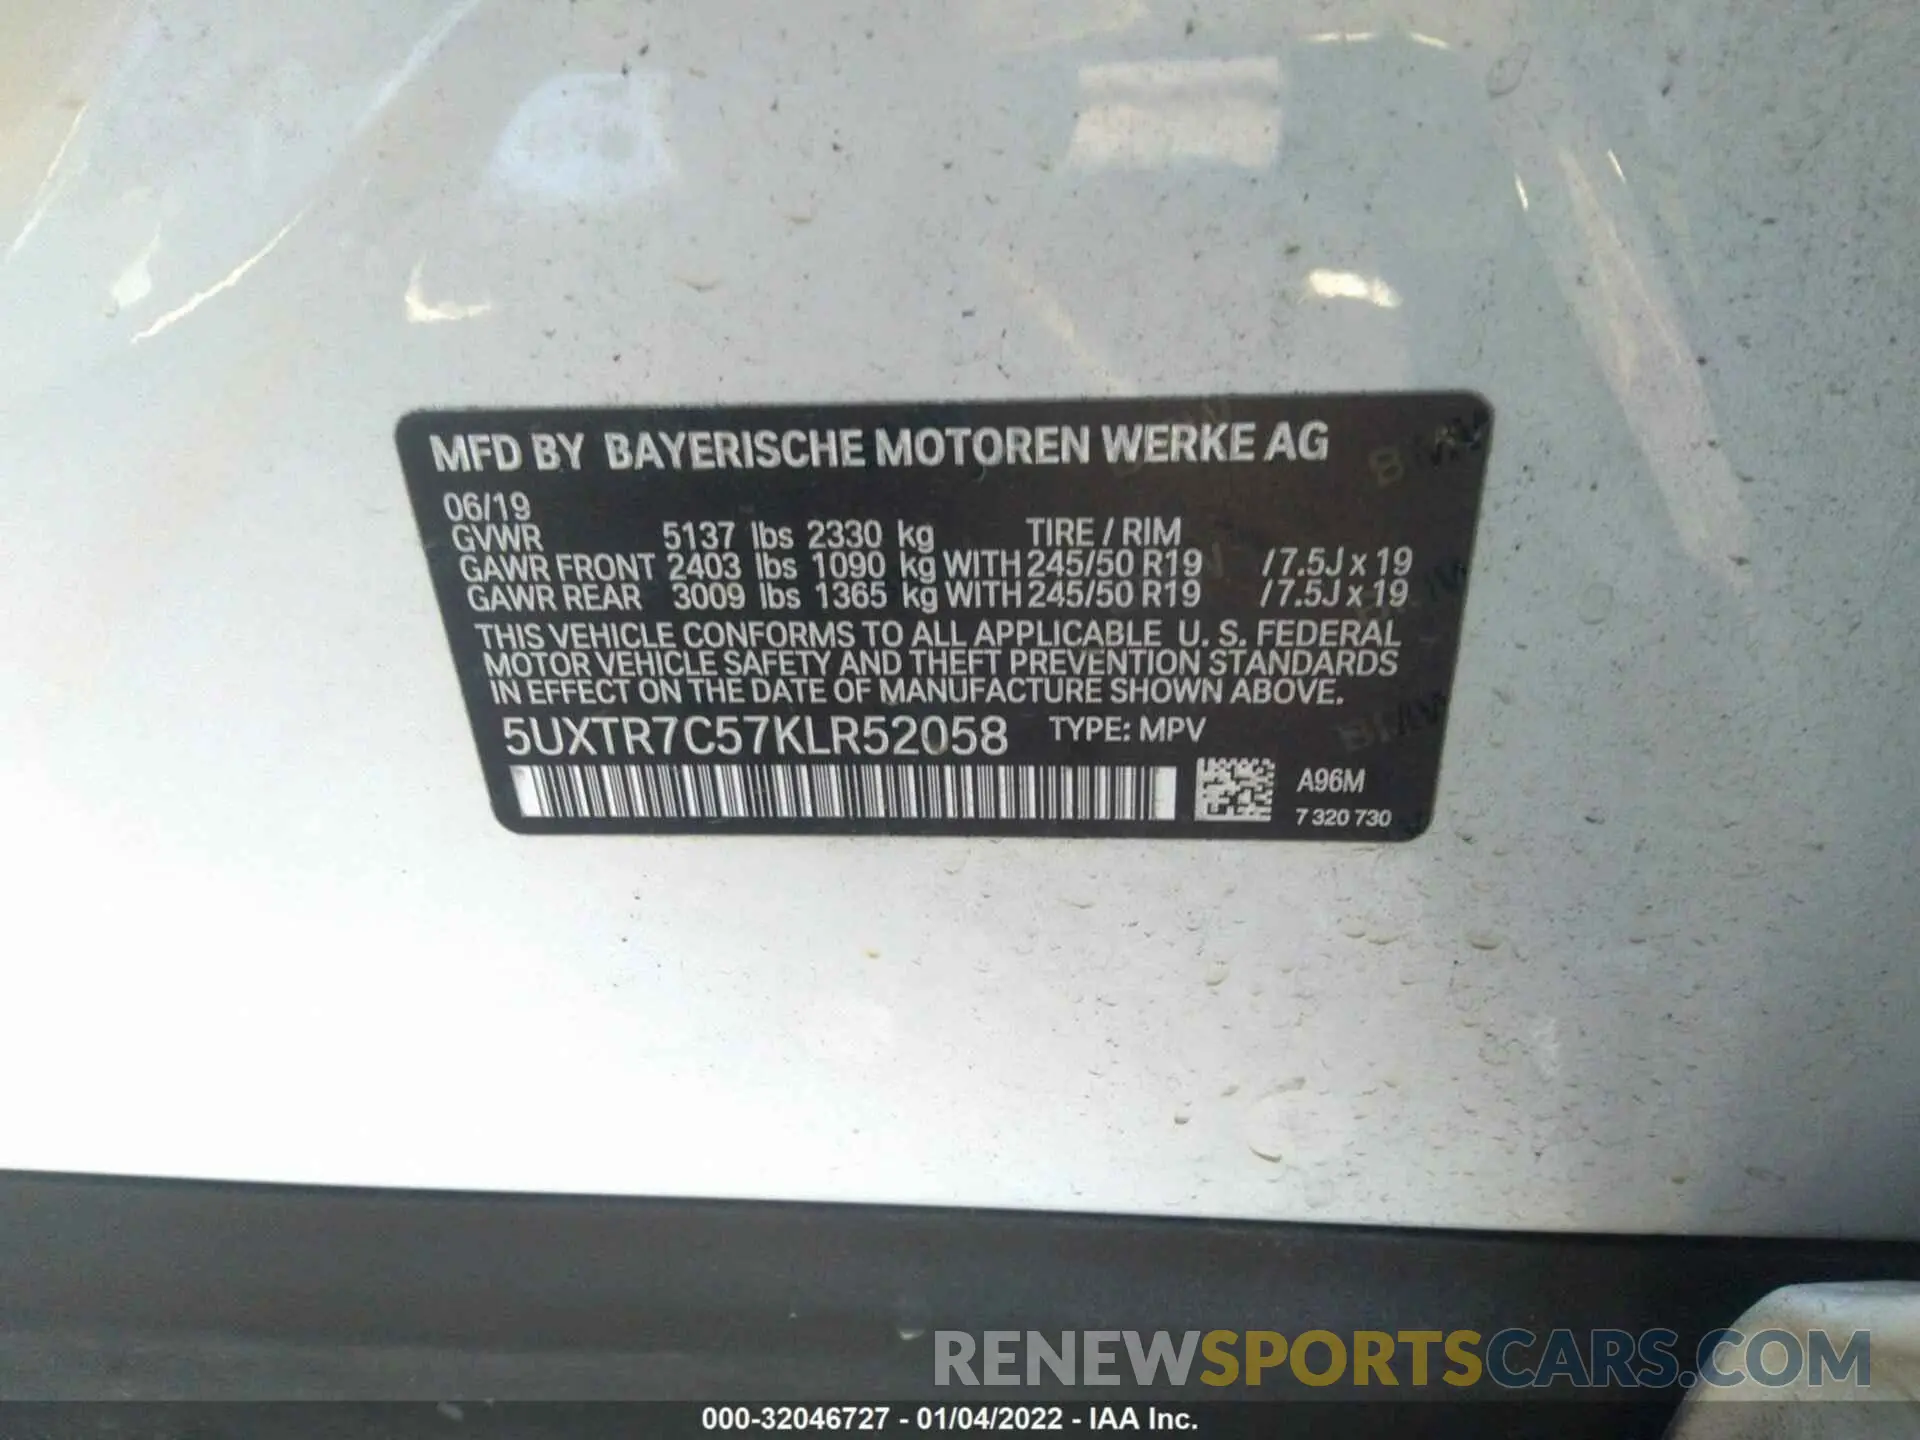 MFD BY BAYERISCHE MOTOREN WERKE AG
06/19
GVWR 5137 lbs 2330 kg TIRE / RIM
GAWR FRONT 2403 lbs 1090 kg WITH 245/50 R19 / 7.5J x 19
GAWR REAR 3009 lbs 1365 kg WITH 245/50 R19 / 7.5J x 19
THIS VEHICLE CONFORMS TO ALL APPLICABLE U. S. FEDERAL
MOTOR VEHICLE SAFETY AND THEFT PREVENTION STANDARDS
IN EFFECT ON THE DATE OF MANUFACTURE SHOWN ABOVE.
5UXTR7C57KLR52058 TYPE: MPV
A96M
7 320 730
BMW
BMW
BMW
RENEWSPORTSCARS.COM
000-32046727 - 01/04/2022 - IAA Inc.